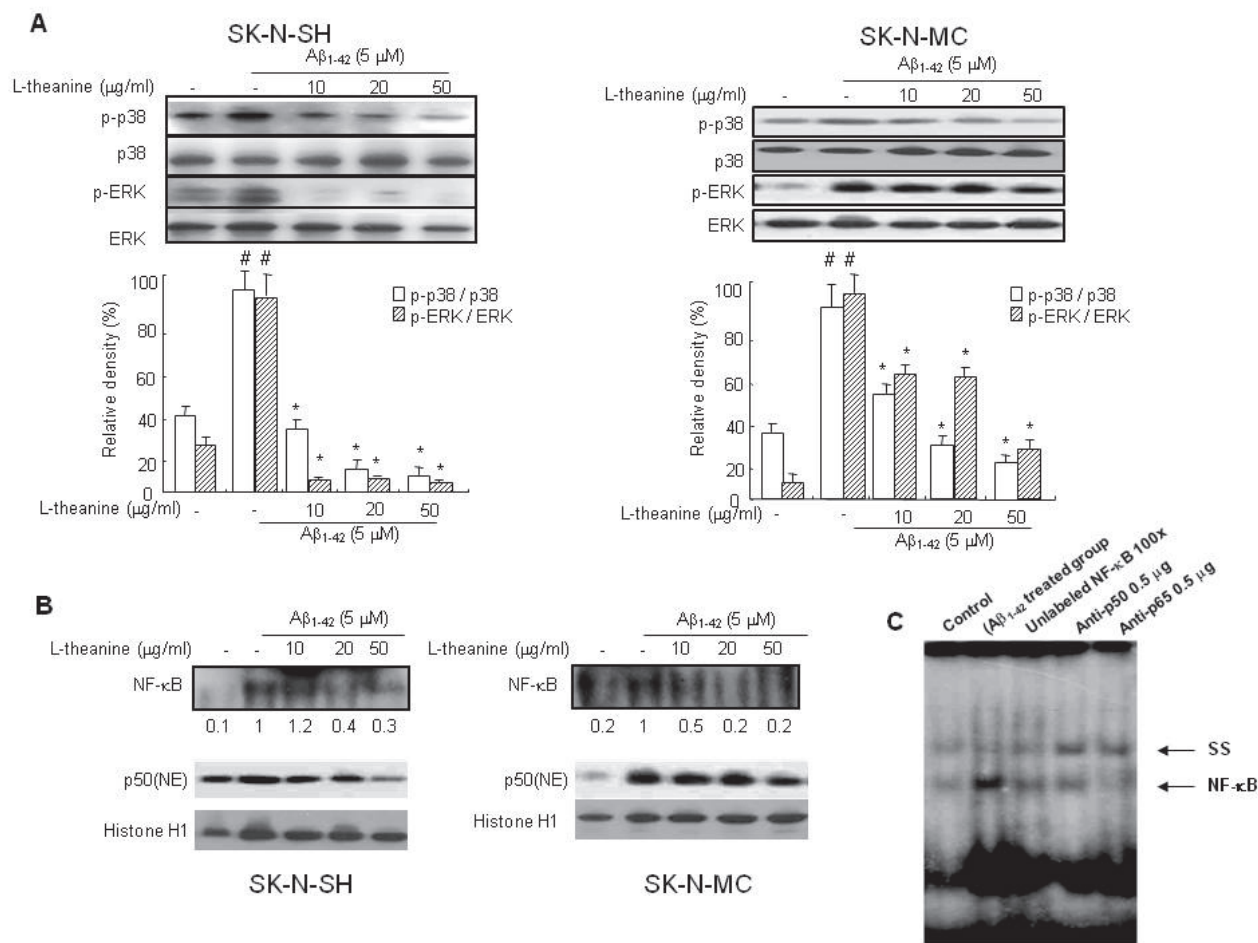 A
SK-N-SH
Aβ1-42 (5 μM)
L-theanine (μg/ml) - - 10 20 50
p-p38
p38
p-ERK
ERK
Relative density (%)
100
80
60
40
20
0
# #
* * * * * *
p-p38 / p38
p-ERK / ERK
L-theanine (μg/ml) - - 10 20 50
Aβ1-42 (5 μM)
SK-N-MC
Aβ1-42 (5 μM)
L-theanine (μg/ml) - - 10 20 50
p-p38
p38
p-ERK
ERK
Relative density (%)
100
80
60
40
20
0
# #
* * * * * *
p-p38 / p38
p-ERK / ERK
L-theanine (μg/ml) - - 10 20 50
Aβ1-42 (5 μM)
B
Aβ1-42 (5 μM)
L-theanine (μg/ml) - - 10 20 50
NF-κB
0.1 1 1.2 0.4 0.3
p50(NE)
Histone H1
SK-N-SH
Aβ1-42 (5 μM)
L-theanine (μg/ml) - - 10 20 50
NF-κB
0.2 1 0.5 0.2 0.2
p50(NE)
Histone H1
SK-N-MC
C
Control
(Aβ1-42 treated group
Unlabeled NF-κB 100x
Anti-p50 0.5 μg
Anti-p65 0.5 μg
SS
NF-κB